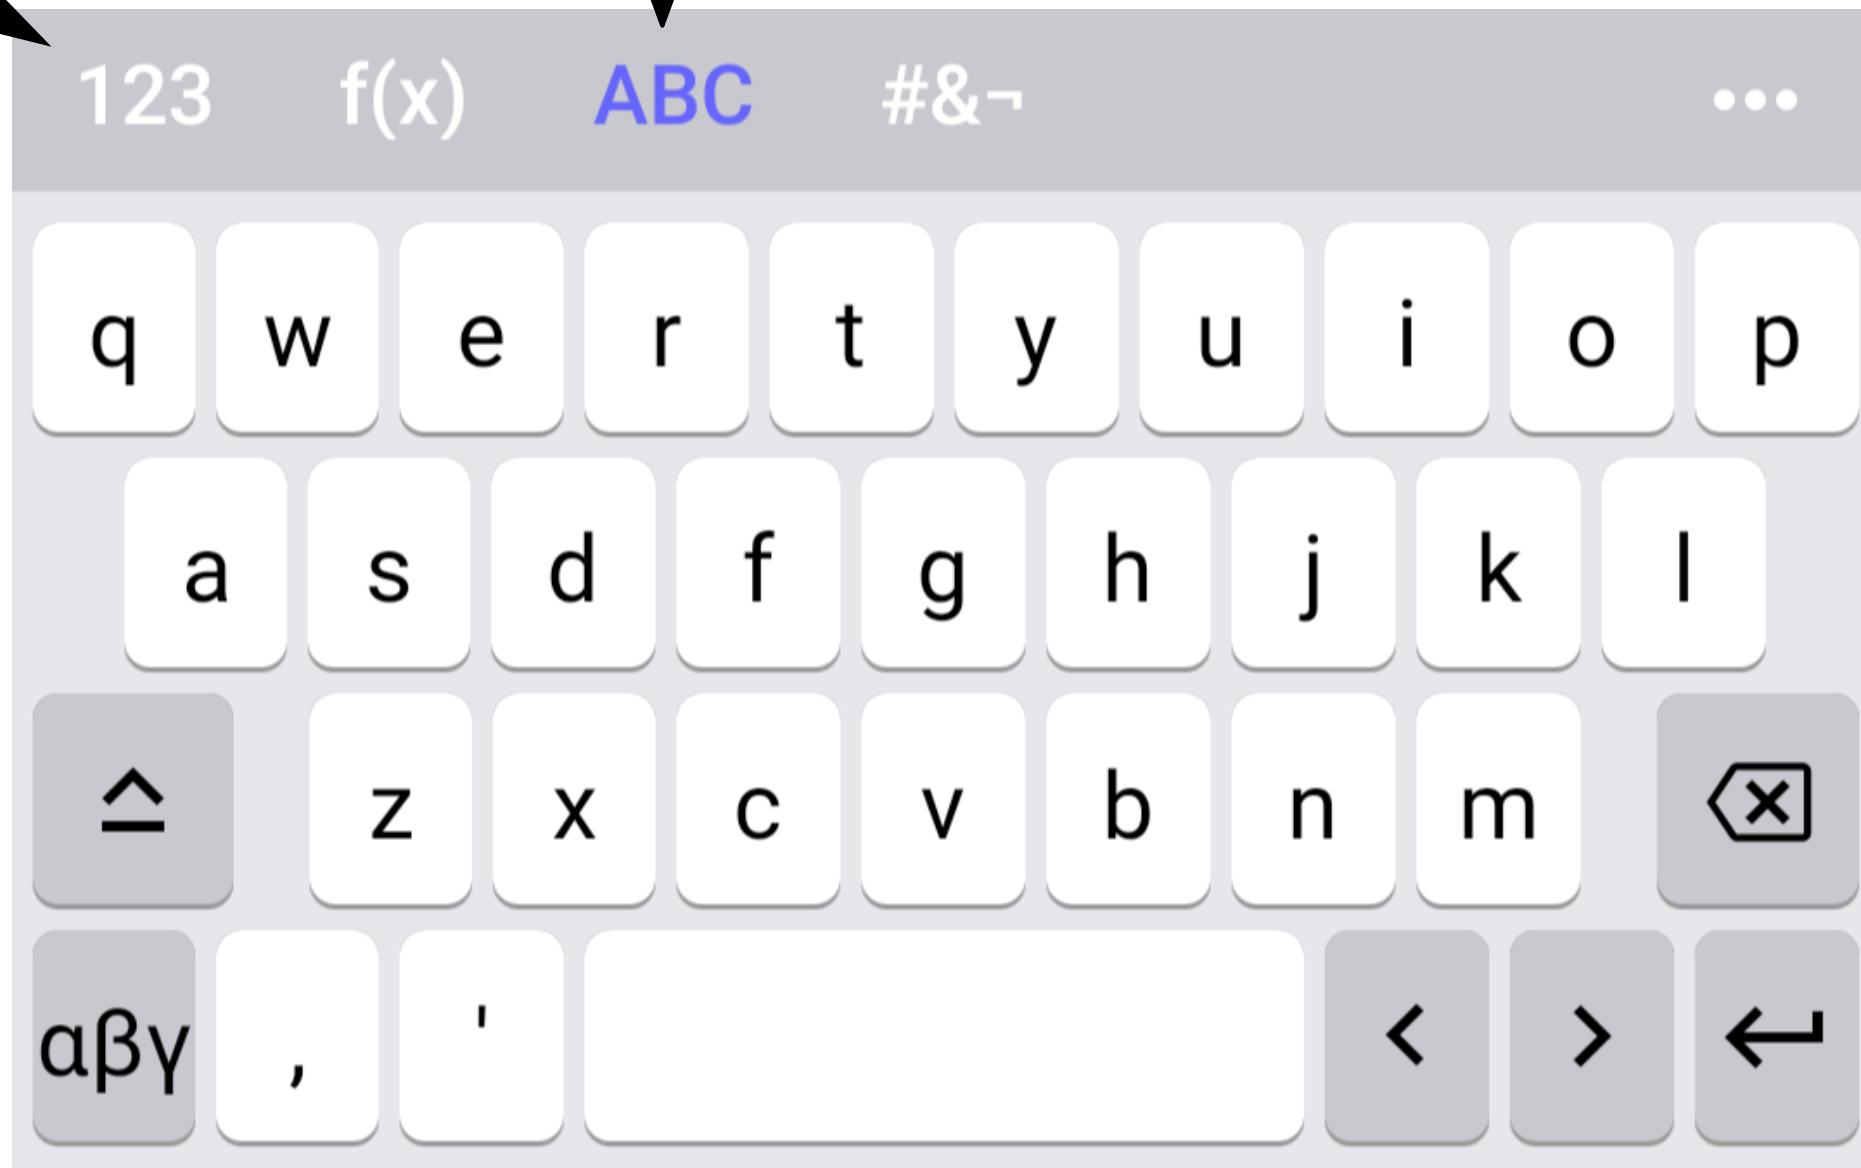 123 f(x) ABC #&¬ •••
q w e r t y u i o p
a s d f g h j k l
z x c v b n m
αβγ , ' < >